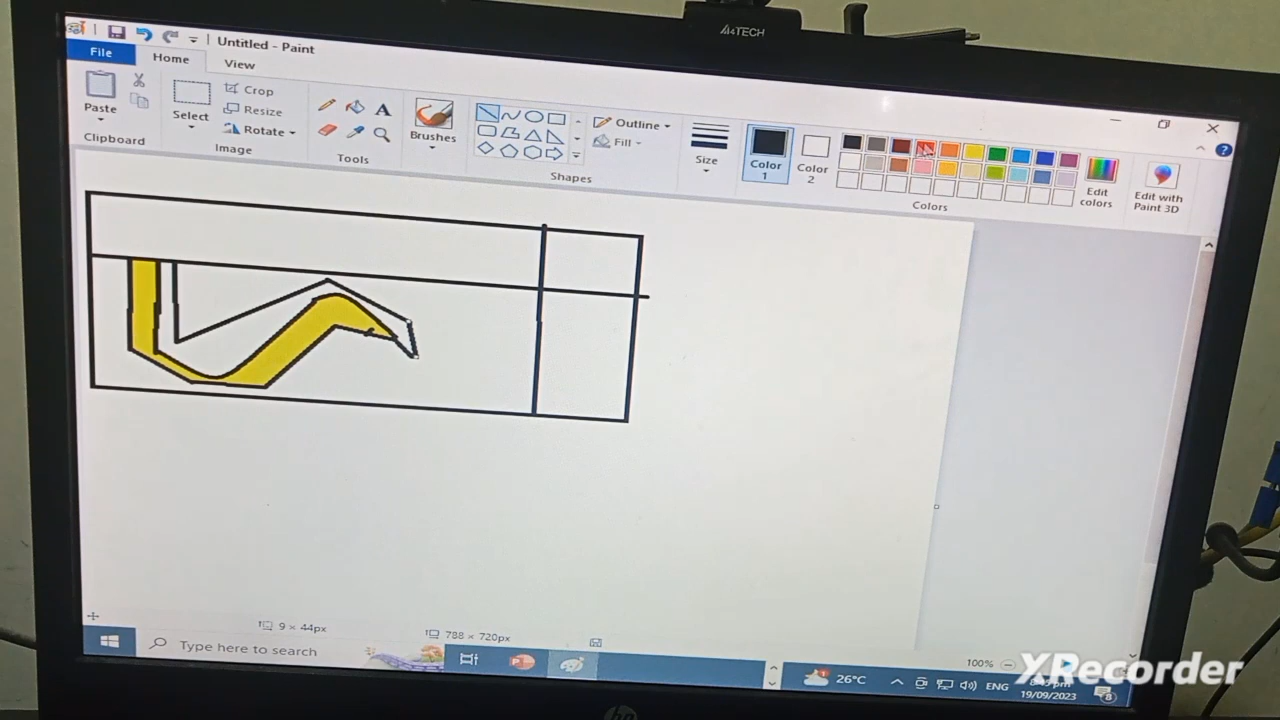 A4TECH
Untitled - Paint
File
Home
View
Paste
Clipboard
Select
Crop
Resize
Rotate
Image
Tools
Brushes
Shapes
Outline
Fill
Size
Color
1
Color
2
Colors
Edit
colors
Edit with
Paint 3D
9 × 44px
788 × 720px
100%
Type here to search
26°C
ENG
19/09/2023
8
XRecorder
hp